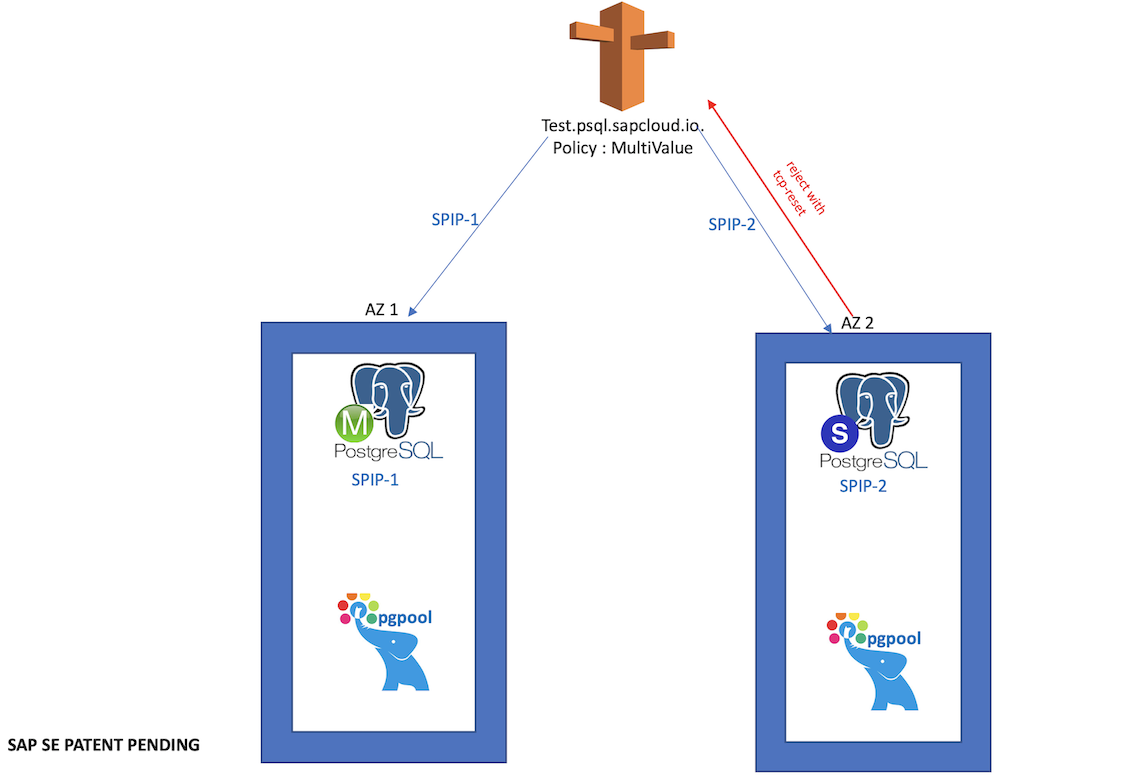 Test.psql.sapcloud.io.
Policy : MultiValue
reject with
tcp-reset
SPIP-1
SPIP-2
AZ 1
AZ 2
M
PostgreSQL
SPIP-1
S
PostgreSQL
SPIP-2
pgpool
pgpool
SAP SE PATENT PENDING